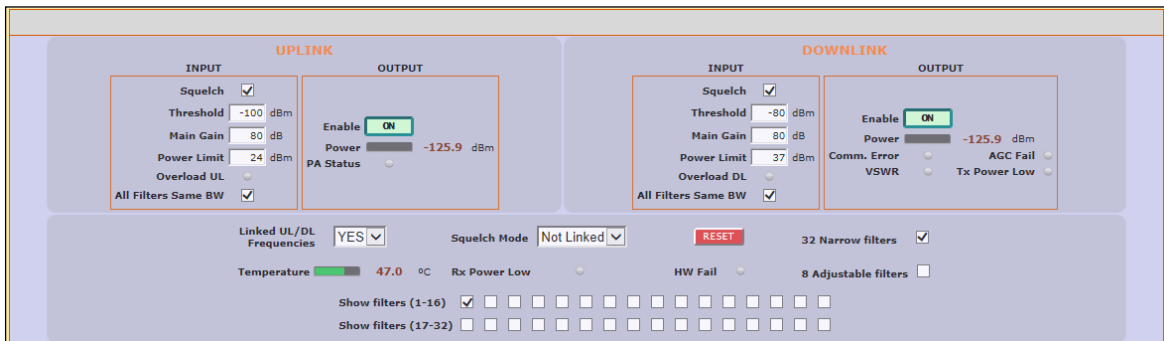 UPLINK
INPUT
OUTPUT
Squelch
Threshold -100 dBm
Main Gain 80 dB
Power Limit 24 dBm
Overload UL
All Filters Same BW
Enable ON
Power -125.9 dBm
PA Status
DOWNLINK
INPUT
OUTPUT
Squelch
Threshold -80 dBm
Main Gain 80 dB
Power Limit 37 dBm
Overload DL
All Filters Same BW
Enable ON
Power -125.9 dBm
Comm. Error AGC Fail
VSWR Tx Power Low
Linked UL/DL
Frequencies YES
Squelch Mode Not Linked
RESET
32 Narrow filters
Temperature 47.0 ºC Rx Power Low HW Fail 8 Adjustable filters
Show filters (1-16)
Show filters (17-32)